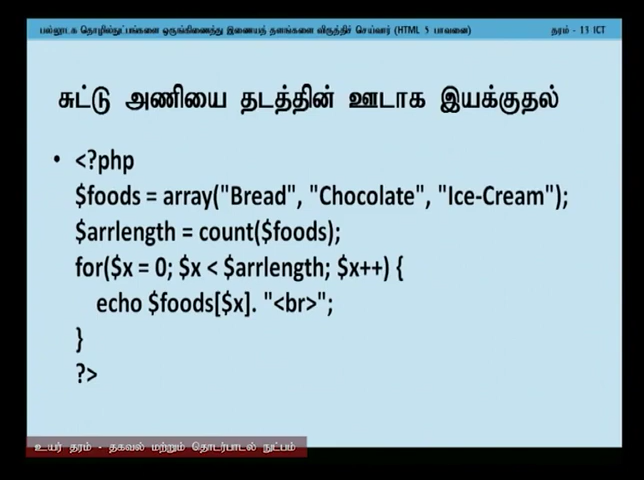 பல்லூடக தொழில்நுட்பங்களை ஒருங்கிணைத்து இணையத் தளங்களை விருத்திச் செய்வார் (HTML 5 பாவனை) தரம் - 13 ICT
சுட்டு அணியை தடத்தின் ஊடாக இயக்குதல்
• <?php
$foods = array("Bread", "Chocolate", "Ice-Cream");
$arrlength = count($foods);
for($x = 0; $x < $arrlength; $x++) {
echo $foods[$x]. "<br>";
}
?>
உயர் தரம் - தகவல் மற்றும் தொடர்பாடல் நுட்பம்